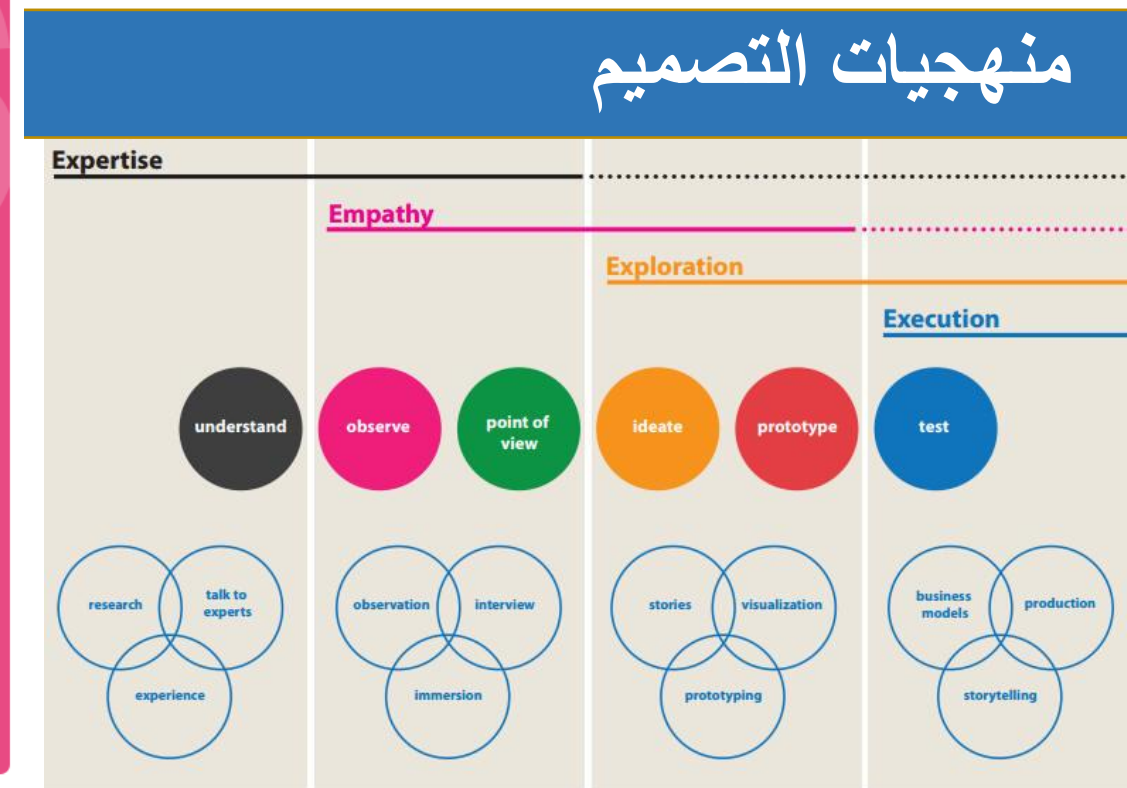 منهجيات التصميم
Expertise
Empathy
Exploration
Execution
understand
observe
point of
view
ideate
prototype
test
research
talk to
experts
experience
observation
interview
immersion
stories
visualization
prototyping
business
models
production
storytelling